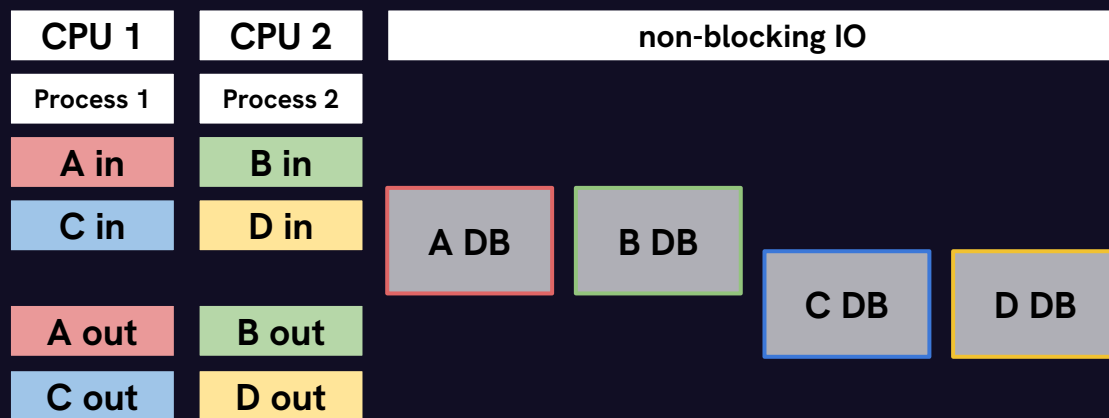 CPU 1
CPU 2
non-blocking IO
Process 1
Process 2
A in
B in
C in
D in
A DB
B DB
C DB
D DB
A out
B out
C out
D out